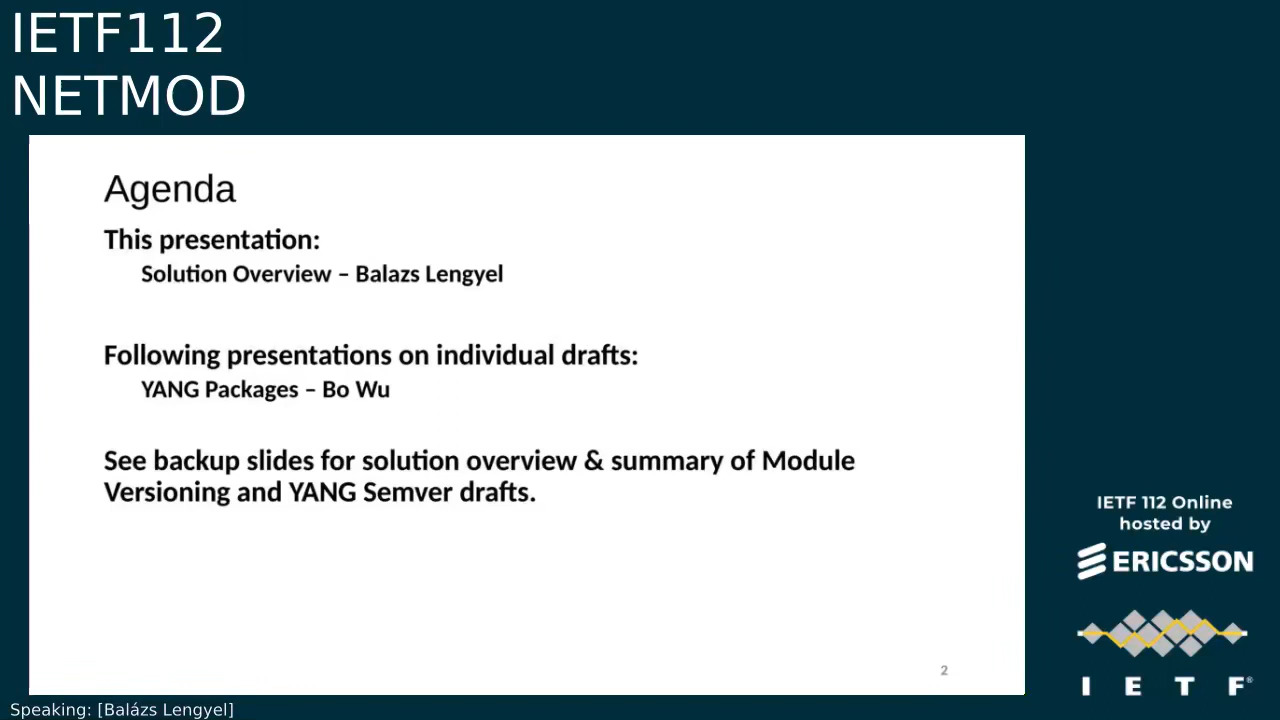 IETF112
NETMOD
Agenda
This presentation:
Solution Overview – Balazs Lengyel
Following presentations on individual drafts:
YANG Packages – Bo Wu
See backup slides for solution overview & summary of Module
Versioning and YANG Semver drafts.
2
IETF 112 Online
hosted by
ERICSSON
I E T F®
Speaking: [Balázs Lengyel]